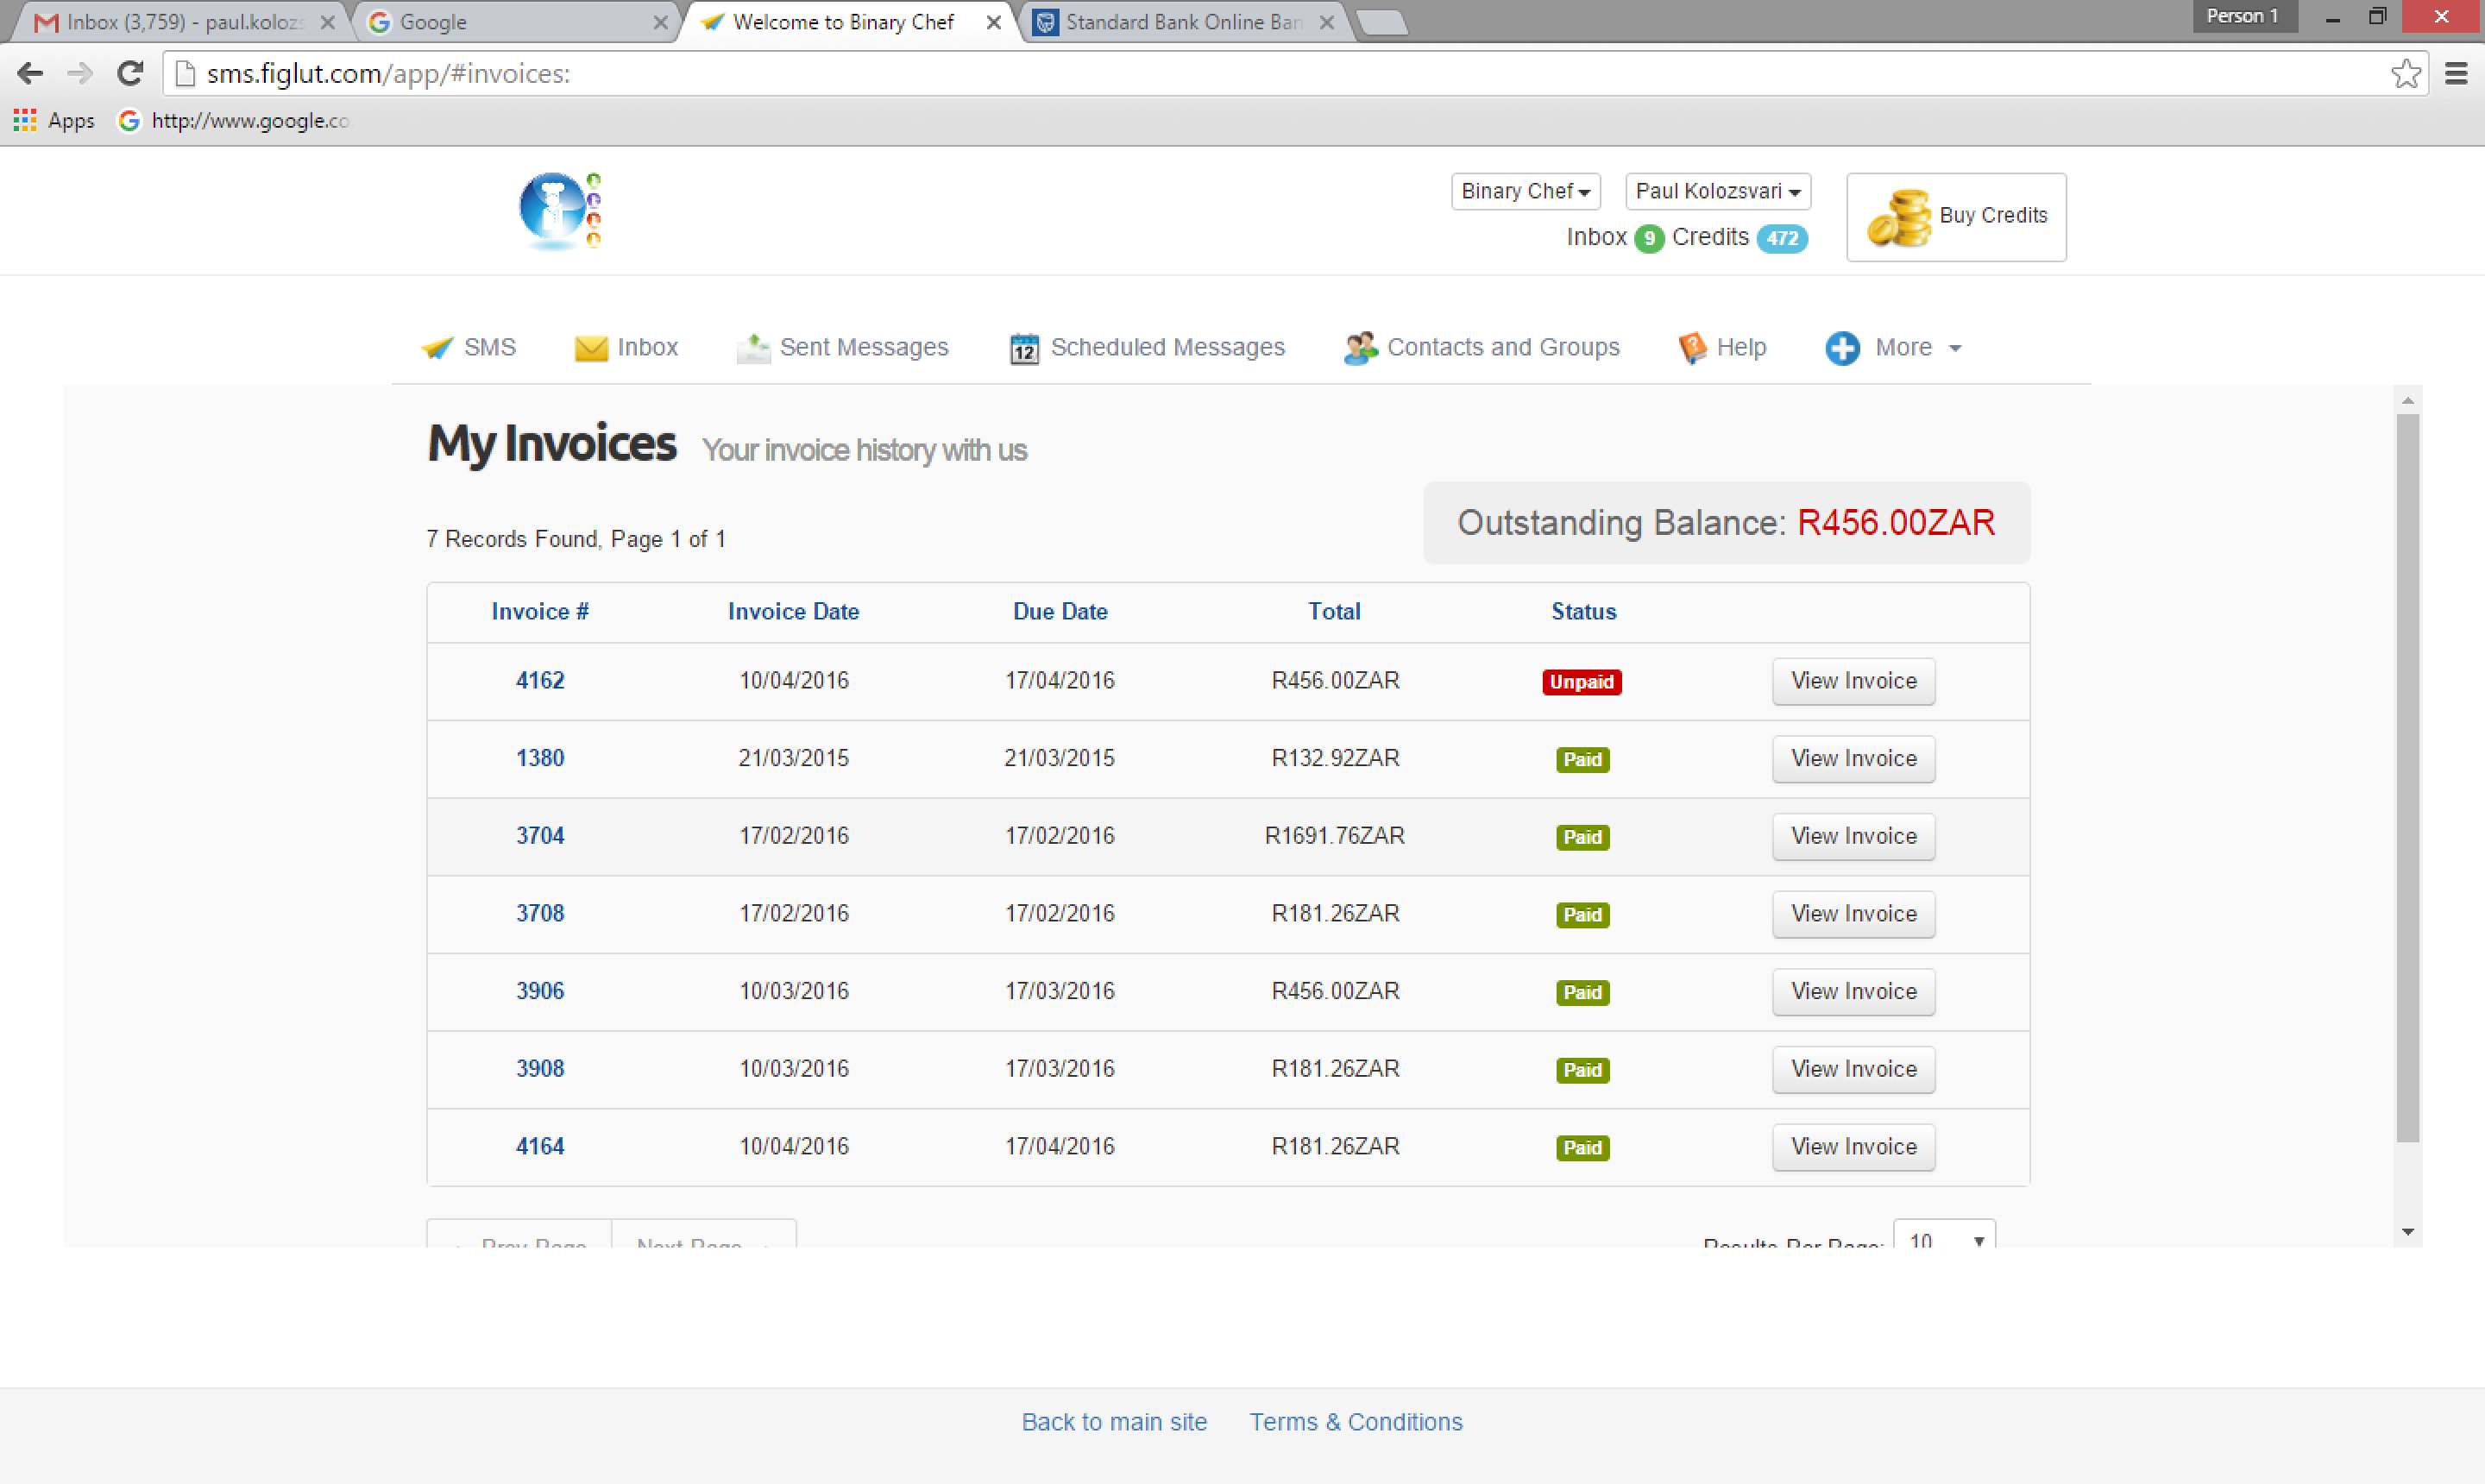 Inbox (3,759) - paul.kolozs
Google
Welcome to Binary Chef
Standard Bank Online Ban
Person 1
sms.figlut.com/app/#invoices:
Apps
http://www.google.co
Binary Chef
Paul Kolozsvari
Buy Credits
Inbox 9 Credits 472
SMS
Inbox
12
Sent Messages
Scheduled Messages
Contacts and Groups
Help
More
My Invoices Your invoice history with us
Outstanding Balance: R456.00ZAR
7 Records Found, Page 1 of 1
Invoice # Invoice Date Due Date Total Status
4162 10/04/2016 17/04/2016 R456.00ZAR Unpaid View Invoice
1380 21/03/2015 21/03/2015 R132.92ZAR Paid View Invoice
3704 17/02/2016 17/02/2016 R1691.76ZAR Paid View Invoice
3708 17/02/2016 17/02/2016 R181.26ZAR Paid View Invoice
3906 10/03/2016 17/03/2016 R456.00ZAR Paid View Invoice
3908 10/03/2016 17/03/2016 R181.26ZAR Paid View Invoice
4164 10/04/2016 17/04/2016 R181.26ZAR Paid View Invoice
← Prev Page
Next Page →
Results Per Page: 10
Back to main site
Terms & Conditions